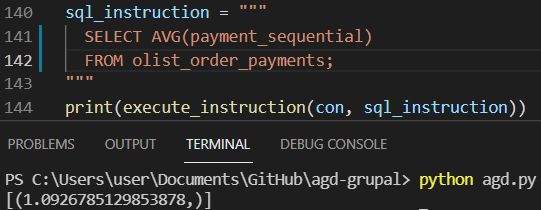 140 sql_instruction = """
141 SELECT AVG(payment_sequential)
142 FROM olist_order_payments;
143 """
144 print(execute_instruction(con, sql_instruction))
PROBLEMS OUTPUT TERMINAL DEBUG CONSOLE
PS C:\Users\user\Documents\GitHub\agd-grupal> python agd.py
[(1.0926785129853878,)]